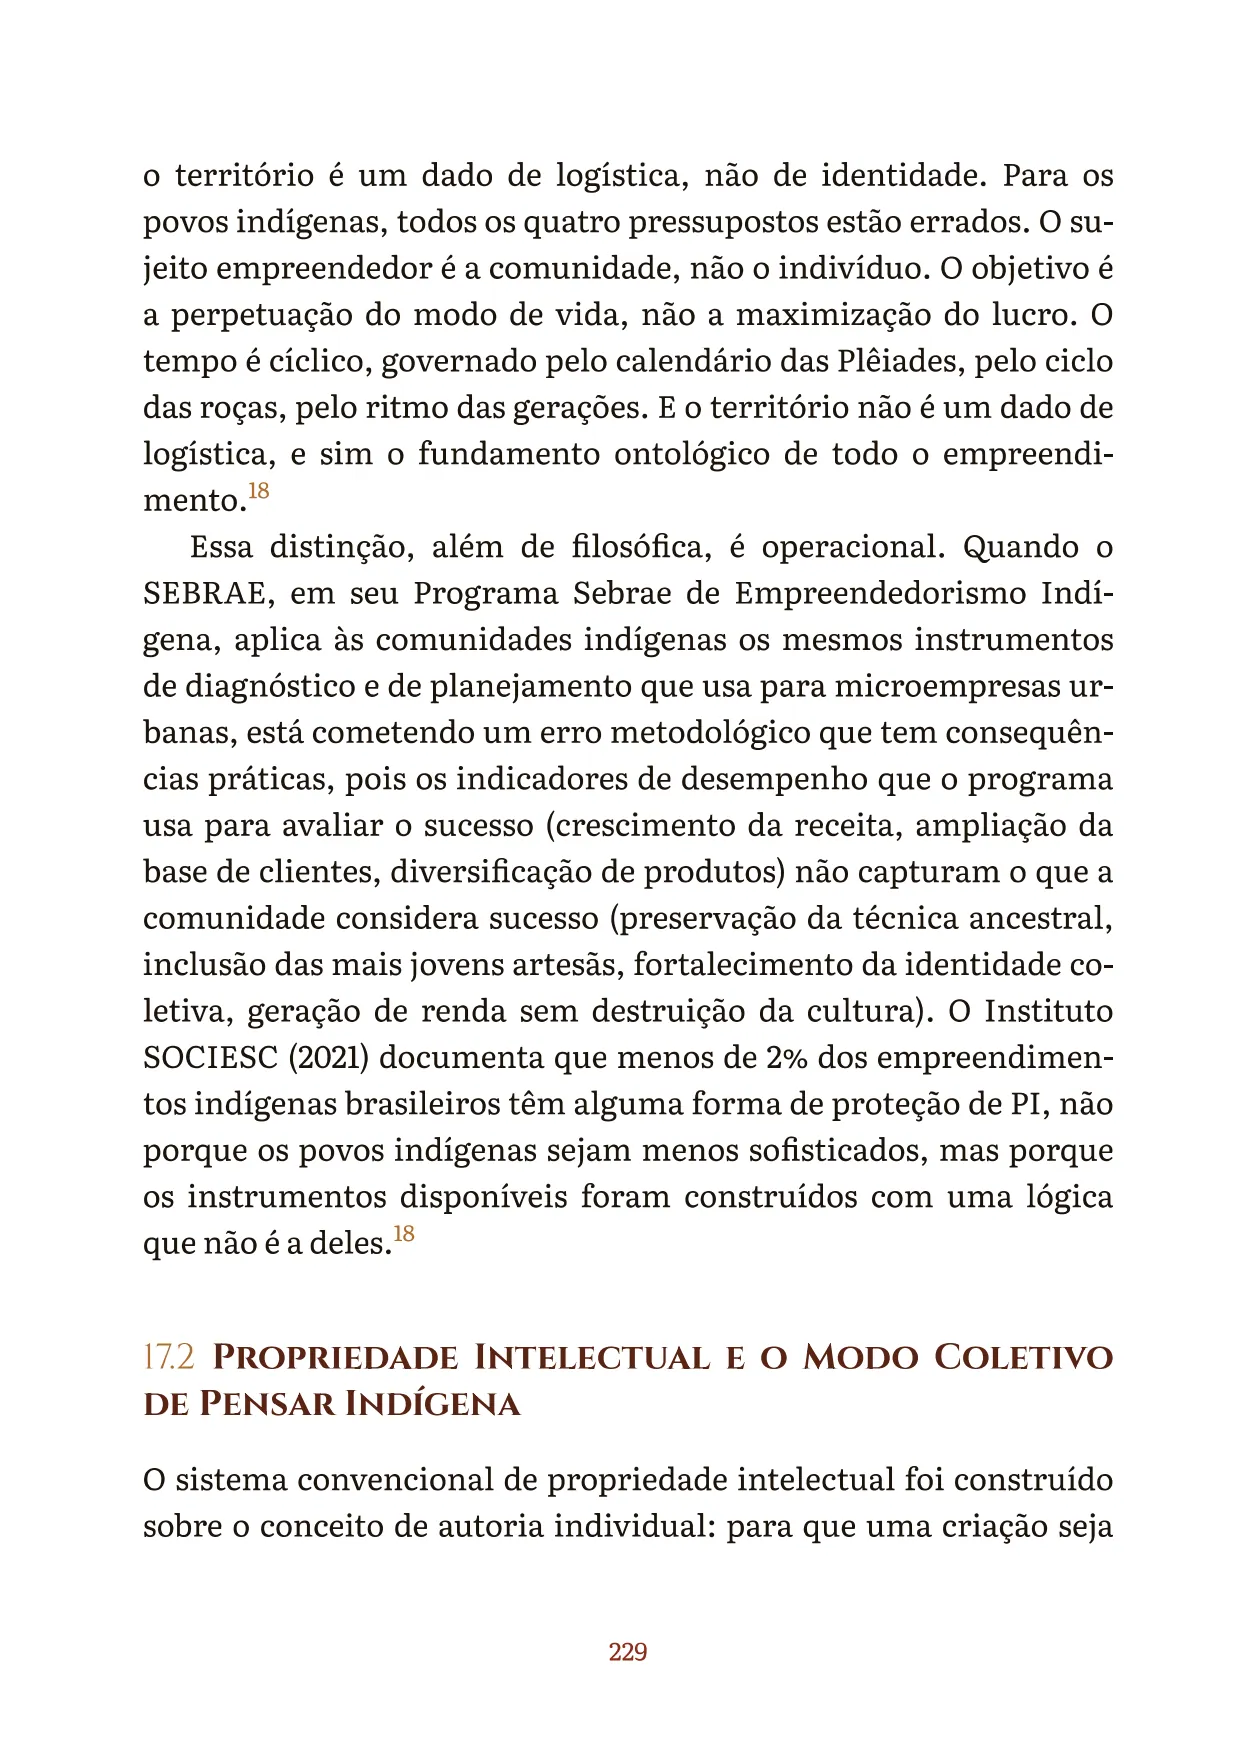 o território é um dado de logística, não de identidade. Para os
povos indígenas, todos os quatro pressupostos estão errados. O su-
jeito empreendedor é a comunidade, não o indivíduo. O objetivo é
a perpetuação do modo de vida, não a maximização do lucro. O
tempo é cíclico, governado pelo calendário das Plêiades, pelo ciclo
das roças, pelo ritmo das gerações. E o território não é um dado de
logística, e sim o fundamento ontológico de todo o empreendi-
mento.18
Essa distinção, além de filosófica, é operacional. Quando o
SEBRAE, em seu Programa Sebrae de Empreendedorismo Indí-
gena, aplica às comunidades indígenas os mesmos instrumentos
de diagnóstico e de planejamento que usa para microempresas ur-
banas, está cometendo um erro metodológico que tem consequên-
cias práticas, pois os indicadores de desempenho que o programa
usa para avaliar o sucesso (crescimento da receita, ampliação da
base de clientes, diversificação de produtos) não capturam o que a
comunidade considera sucesso (preservação da técnica ancestral,
inclusão das mais jovens artesãs, fortalecimento da identidade co-
letiva, geração de renda sem destruição da cultura). O Instituto
SOCIESC (2021) documenta que menos de 2% dos empreendimen-
tos indígenas brasileiros têm alguma forma de proteção de PI, não
porque os povos indígenas sejam menos sofisticados, mas porque
os instrumentos disponíveis foram construídos com uma lógica
que não é a deles.18
17.2 Propriedade Intelectual e o Modo Coletivo
de Pensar Indígena
O sistema convencional de propriedade intelectual foi construído
sobre o conceito de autoria individual: para que uma criação seja
229